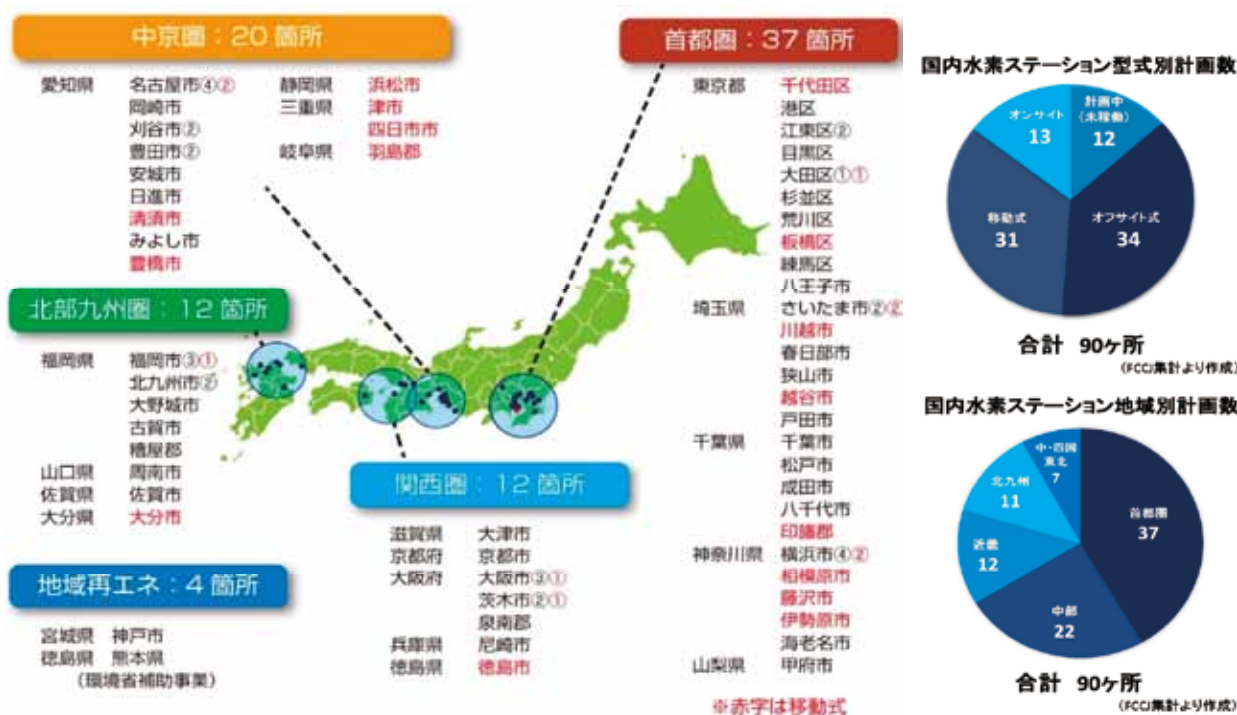 中京圏：20箇所
愛知県 名古屋市④② 静岡県 浜松市
岡崎市 三重県 津市
刈谷市② 四日市市
豊田市② 岐阜県 羽島郡
安城市
日進市
清須市
みよし市
豊橋市
北部九州圏：12箇所
福岡県 福岡市③①
北九州市②
大野城市
古賀市
糟屋郡
山口県 周南市
佐賀県 佐賀市
大分県 大分市
地域再エネ：4箇所
宮城県 神戸市
徳島県 熊本県
（環境省補助事業）
関西圏：12箇所
滋賀県 大津市
京都府 京都市
大阪府 大阪市③①
茨木市②①
泉南郡
兵庫県 尼崎市
徳島県 徳島市
首都圏：37箇所
東京都 千代田区
港区
江東区②
目黒区
大田区①①
杉並区
荒川区
板橋区
練馬区
八王子市
埼玉県 さいたま市②②
川越市
春日部市
狭山市
越谷市
戸田市
千葉県 千葉市
松戸市
成田市
八千代市
印旛郡
神奈川県 横浜市④②
相模原市
藤沢市
伊勢原市
海老名市
山梨県 甲府市
※赤字は移動式
国内水素ステーション型式別計画数
オンサイト
13
計画中
(未稼働)
12
移動式
31
オフサイト式
34
合計 90ヶ所
(FCCJ集計より作成)
国内水素ステーション地域別計画数
中・四国
東北
7
北九州
11
首都圏
37
近畿
12
中部
22
合計 90ヶ所
(FCCJ集計より作成)